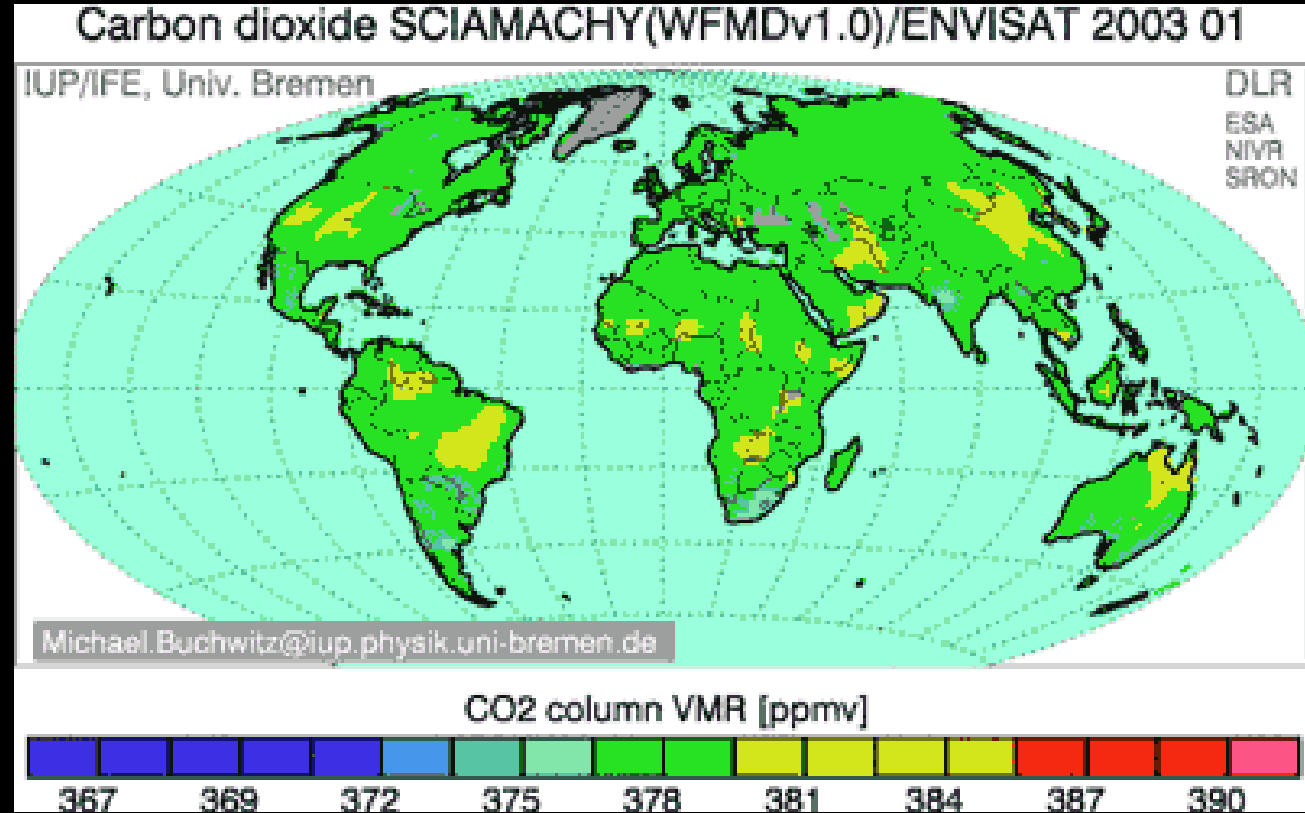 Carbon dioxide SCIAMACHY(WFMDv1.0)/ENVISAT 2003 01
IUP/IFE, Univ. Bremen
DLR
ESA
NIVR
SRON
Michael.Buchwitz@iup.physik.uni-bremen.de
CO2 column VMR [ppmv]
367 369 372 375 378 381 384 387 390